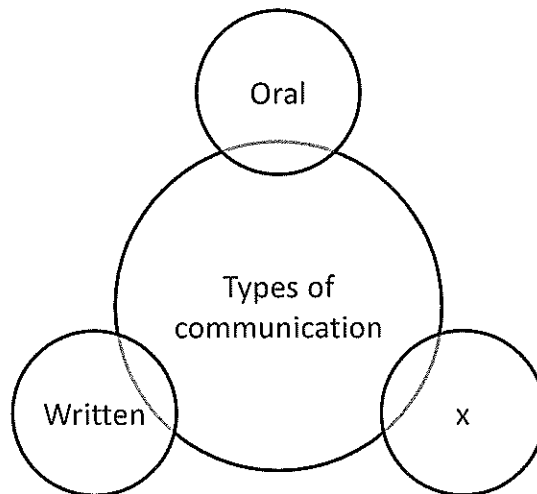 Oral
Types of
communication
Written
x